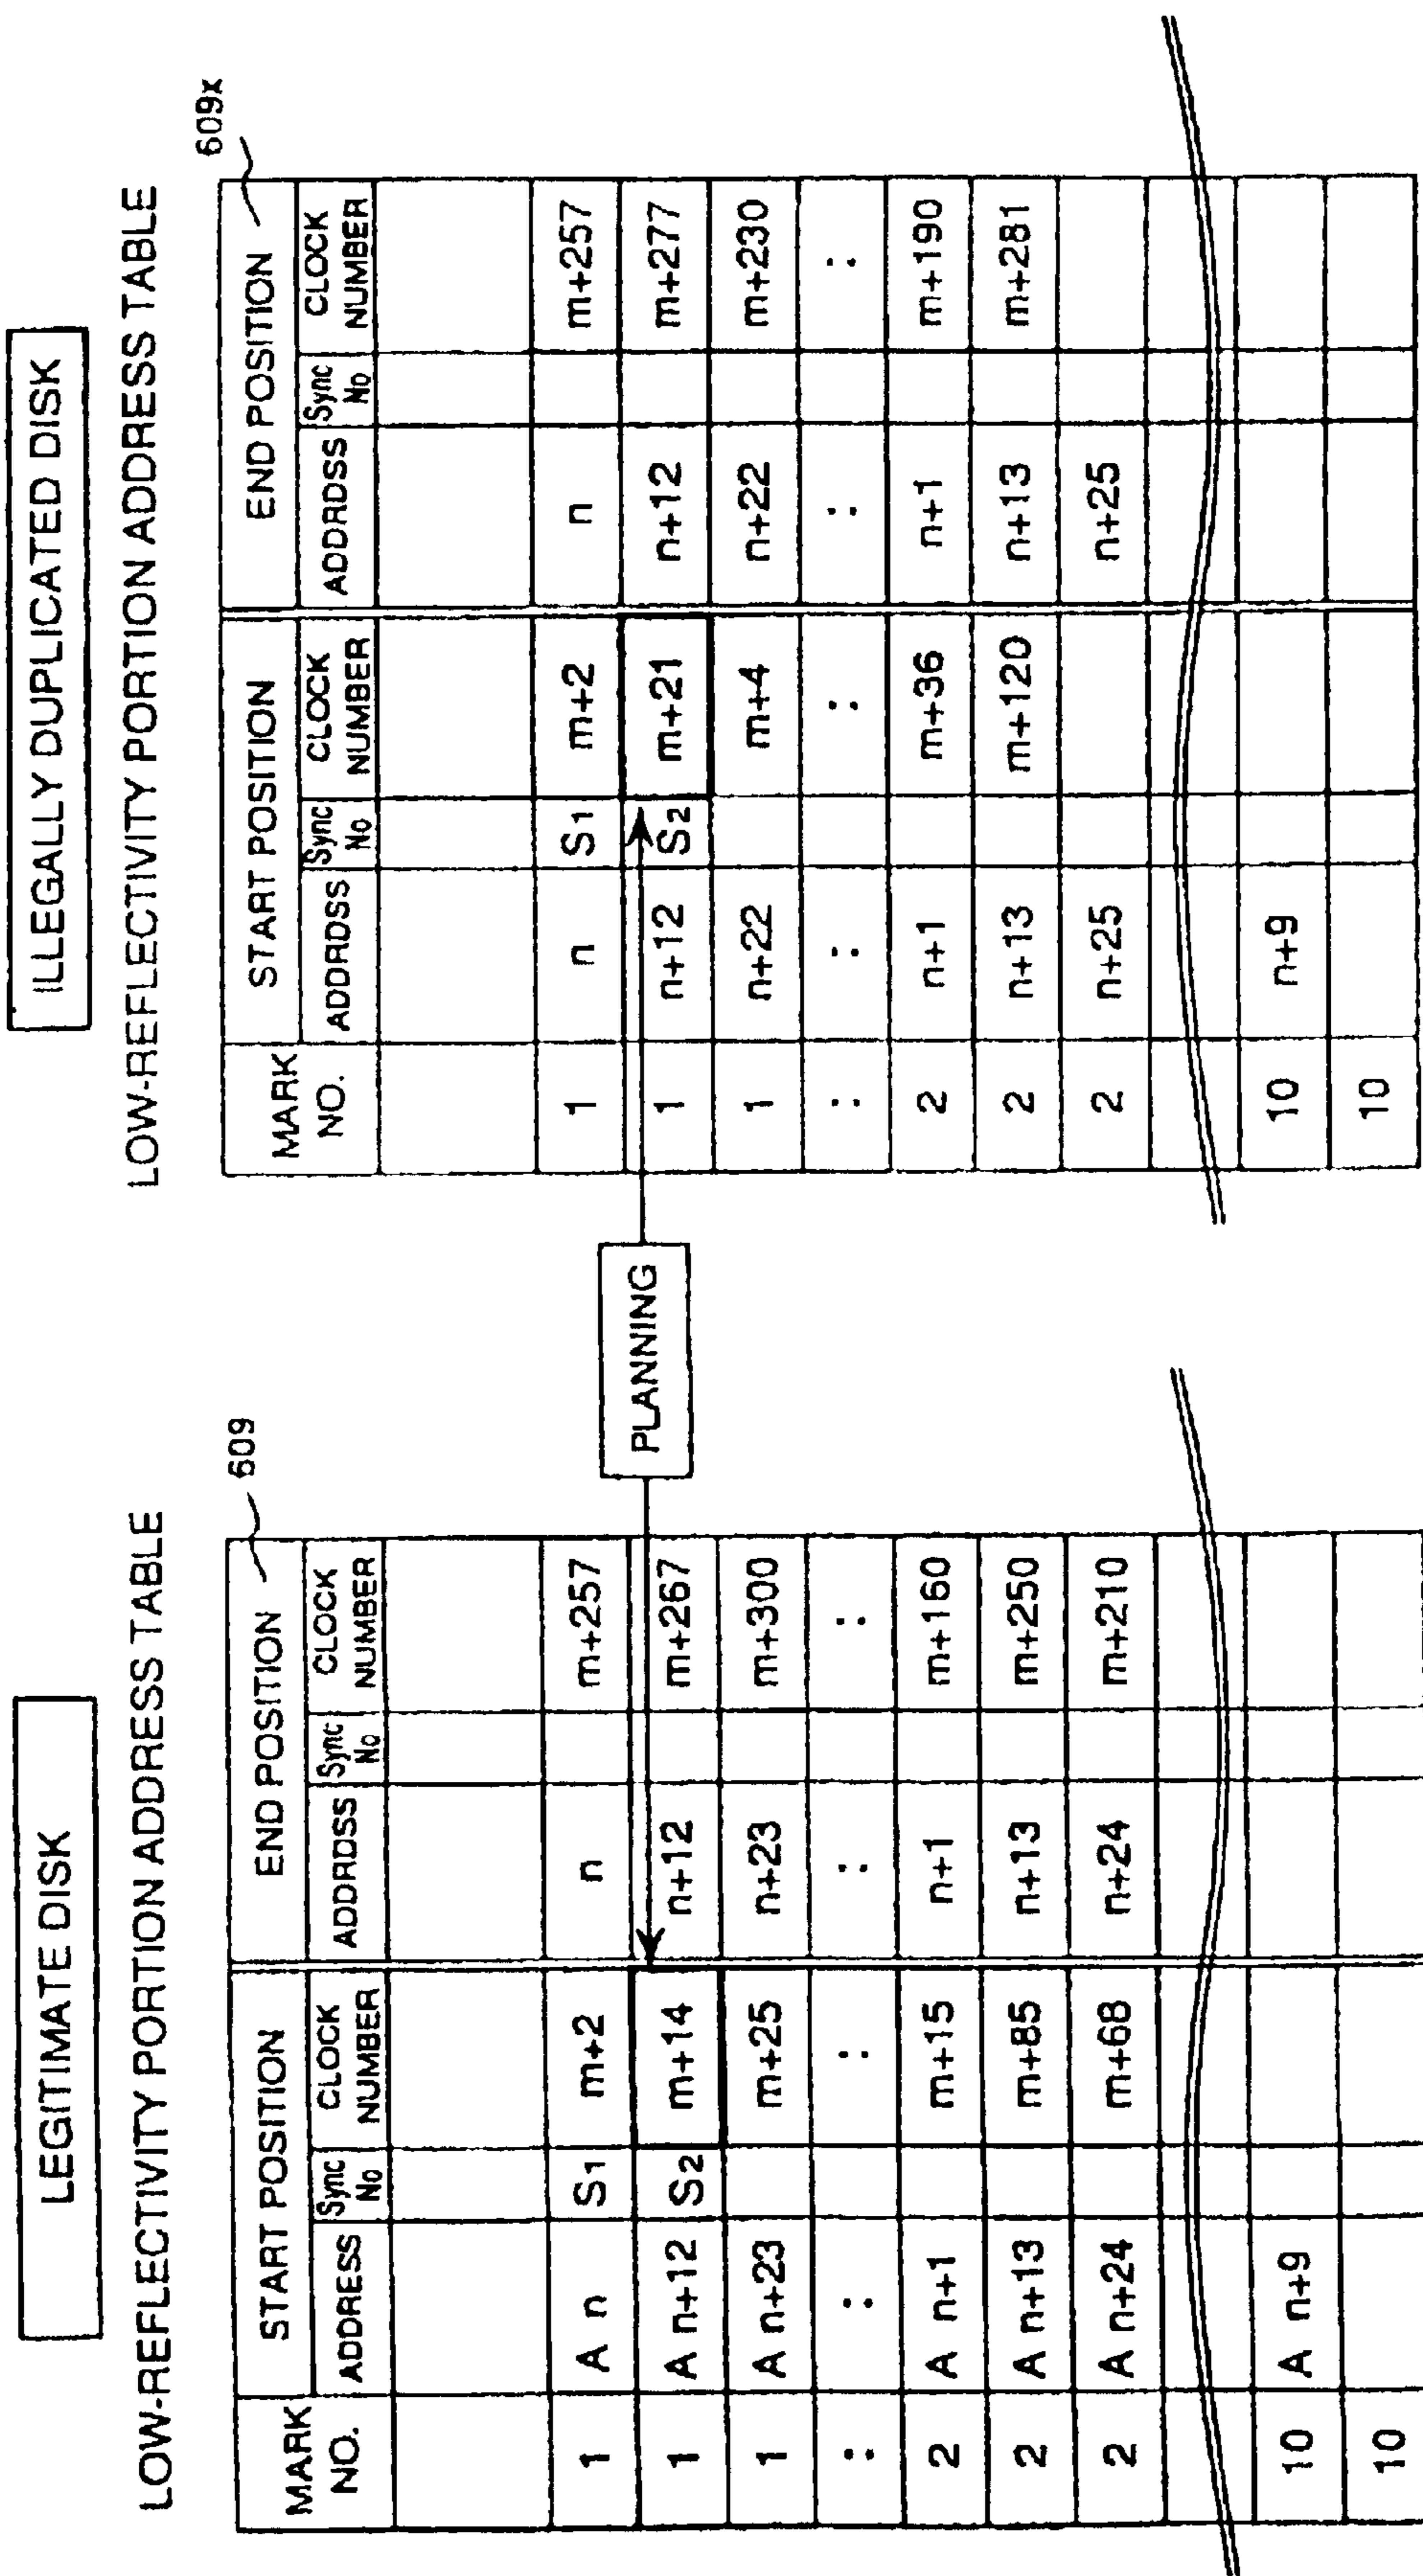 LEGITIMATE DISK
LOW-REFLECTIVITY PORTION ADDRESS TABLE
609
MARK NO. START POSITION END POSITION
ADDRESS Sync No CLOCK NUMBER ADDRDSS Sync No CLOCK NUMBER
1 A n S1 m+2 n m+257
1 A n+12 S2 m+14 n+12 m+267
1 A n+23 m+25 n+23 m+300
: : : : :
2 A n+1 m+15 n+1 m+160
2 A n+13 m+85 n+13 m+250
2 A n+24 m+68 n+24 m+210
10 A n+9
10
PLANNING
ILLEGALLY DUPLICATED DISK
LOW-REFLECTIVITY PORTION ADDRESS TABLE
609x
MARK NO. START POSITION END POSITION
ADDRDSS Sync No CLOCK NUMBER ADDRDSS Sync No CLOCK NUMBER
1 n S1 m+2 n m+257
1 n+12 S2 m+21 n+12 m+277
1 n+22 m+4 n+22 m+230
: : : : :
2 n+1 m+36 n+1 m+190
2 n+13 m+120 n+13 m+281
2 n+25 n+25
10 n+9
10